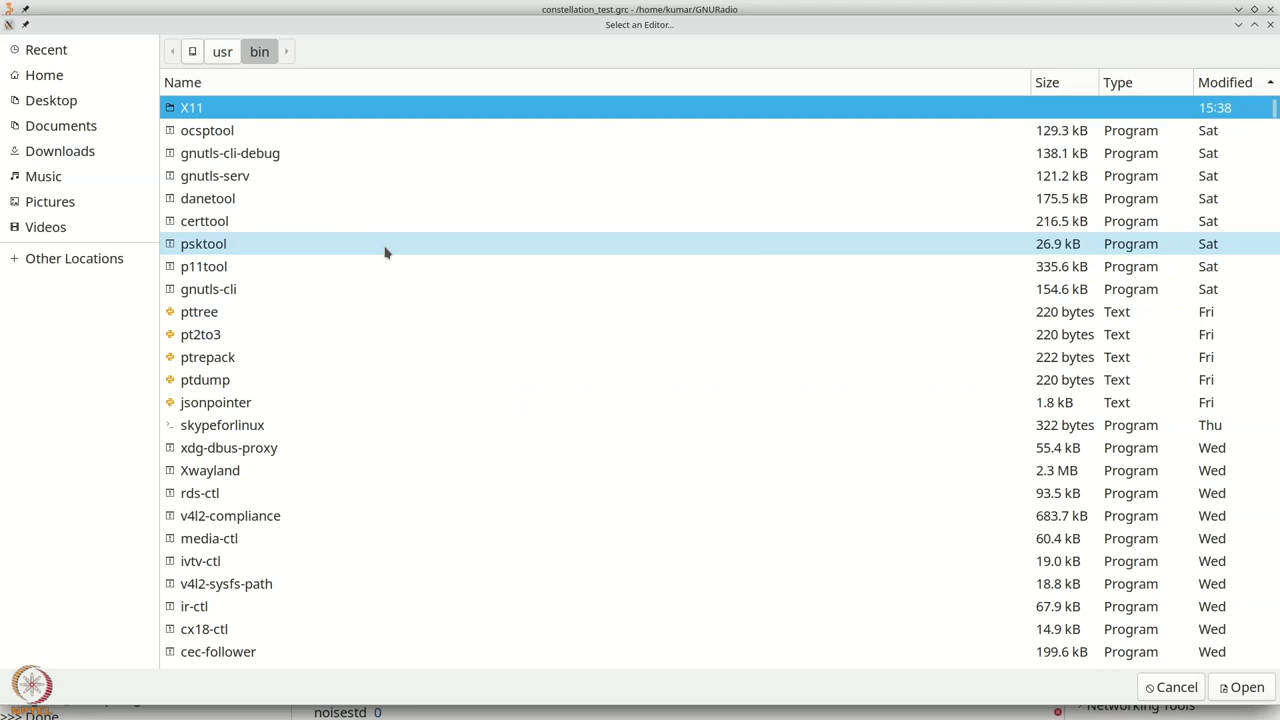 constellation_test.grc - /home/kumar/GNURadio
Select an Editor...
Recent
Home
Desktop
Documents
Downloads
Music
Pictures
Videos
+ Other Locations
usr bin
Name Size Type Modified
X11 15:38
ocsptool 129.3 kB Program Sat
gnutls-cli-debug 138.1 kB Program Sat
gnutls-serv 121.2 kB Program Sat
danetool 175.5 kB Program Sat
certtool 216.5 kB Program Sat
psktool 26.9 kB Program Sat
p11tool 335.6 kB Program Sat
gnutls-cli 154.6 kB Program Sat
pttree 220 bytes Text Fri
pt2to3 220 bytes Text Fri
ptrepack 222 bytes Text Fri
ptdump 220 bytes Text Fri
jsonpointer 1.8 kB Text Fri
skypeforlinux 322 bytes Program Thu
xdg-dbus-proxy 55.4 kB Program Wed
Xwayland 2.3 MB Program Wed
rds-ctl 93.5 kB Program Wed
v4l2-compliance 683.7 kB Program Wed
media-ctl 60.4 kB Program Wed
ivtv-ctl 19.0 kB Program Wed
v4l2-sysfs-path 18.8 kB Program Wed
ir-ctl 67.9 kB Program Wed
cx18-ctl 14.9 kB Program Wed
cec-follower 199.6 kB Program Wed
Cancel Open
>>> Done
noisestd 0
Networking Tools